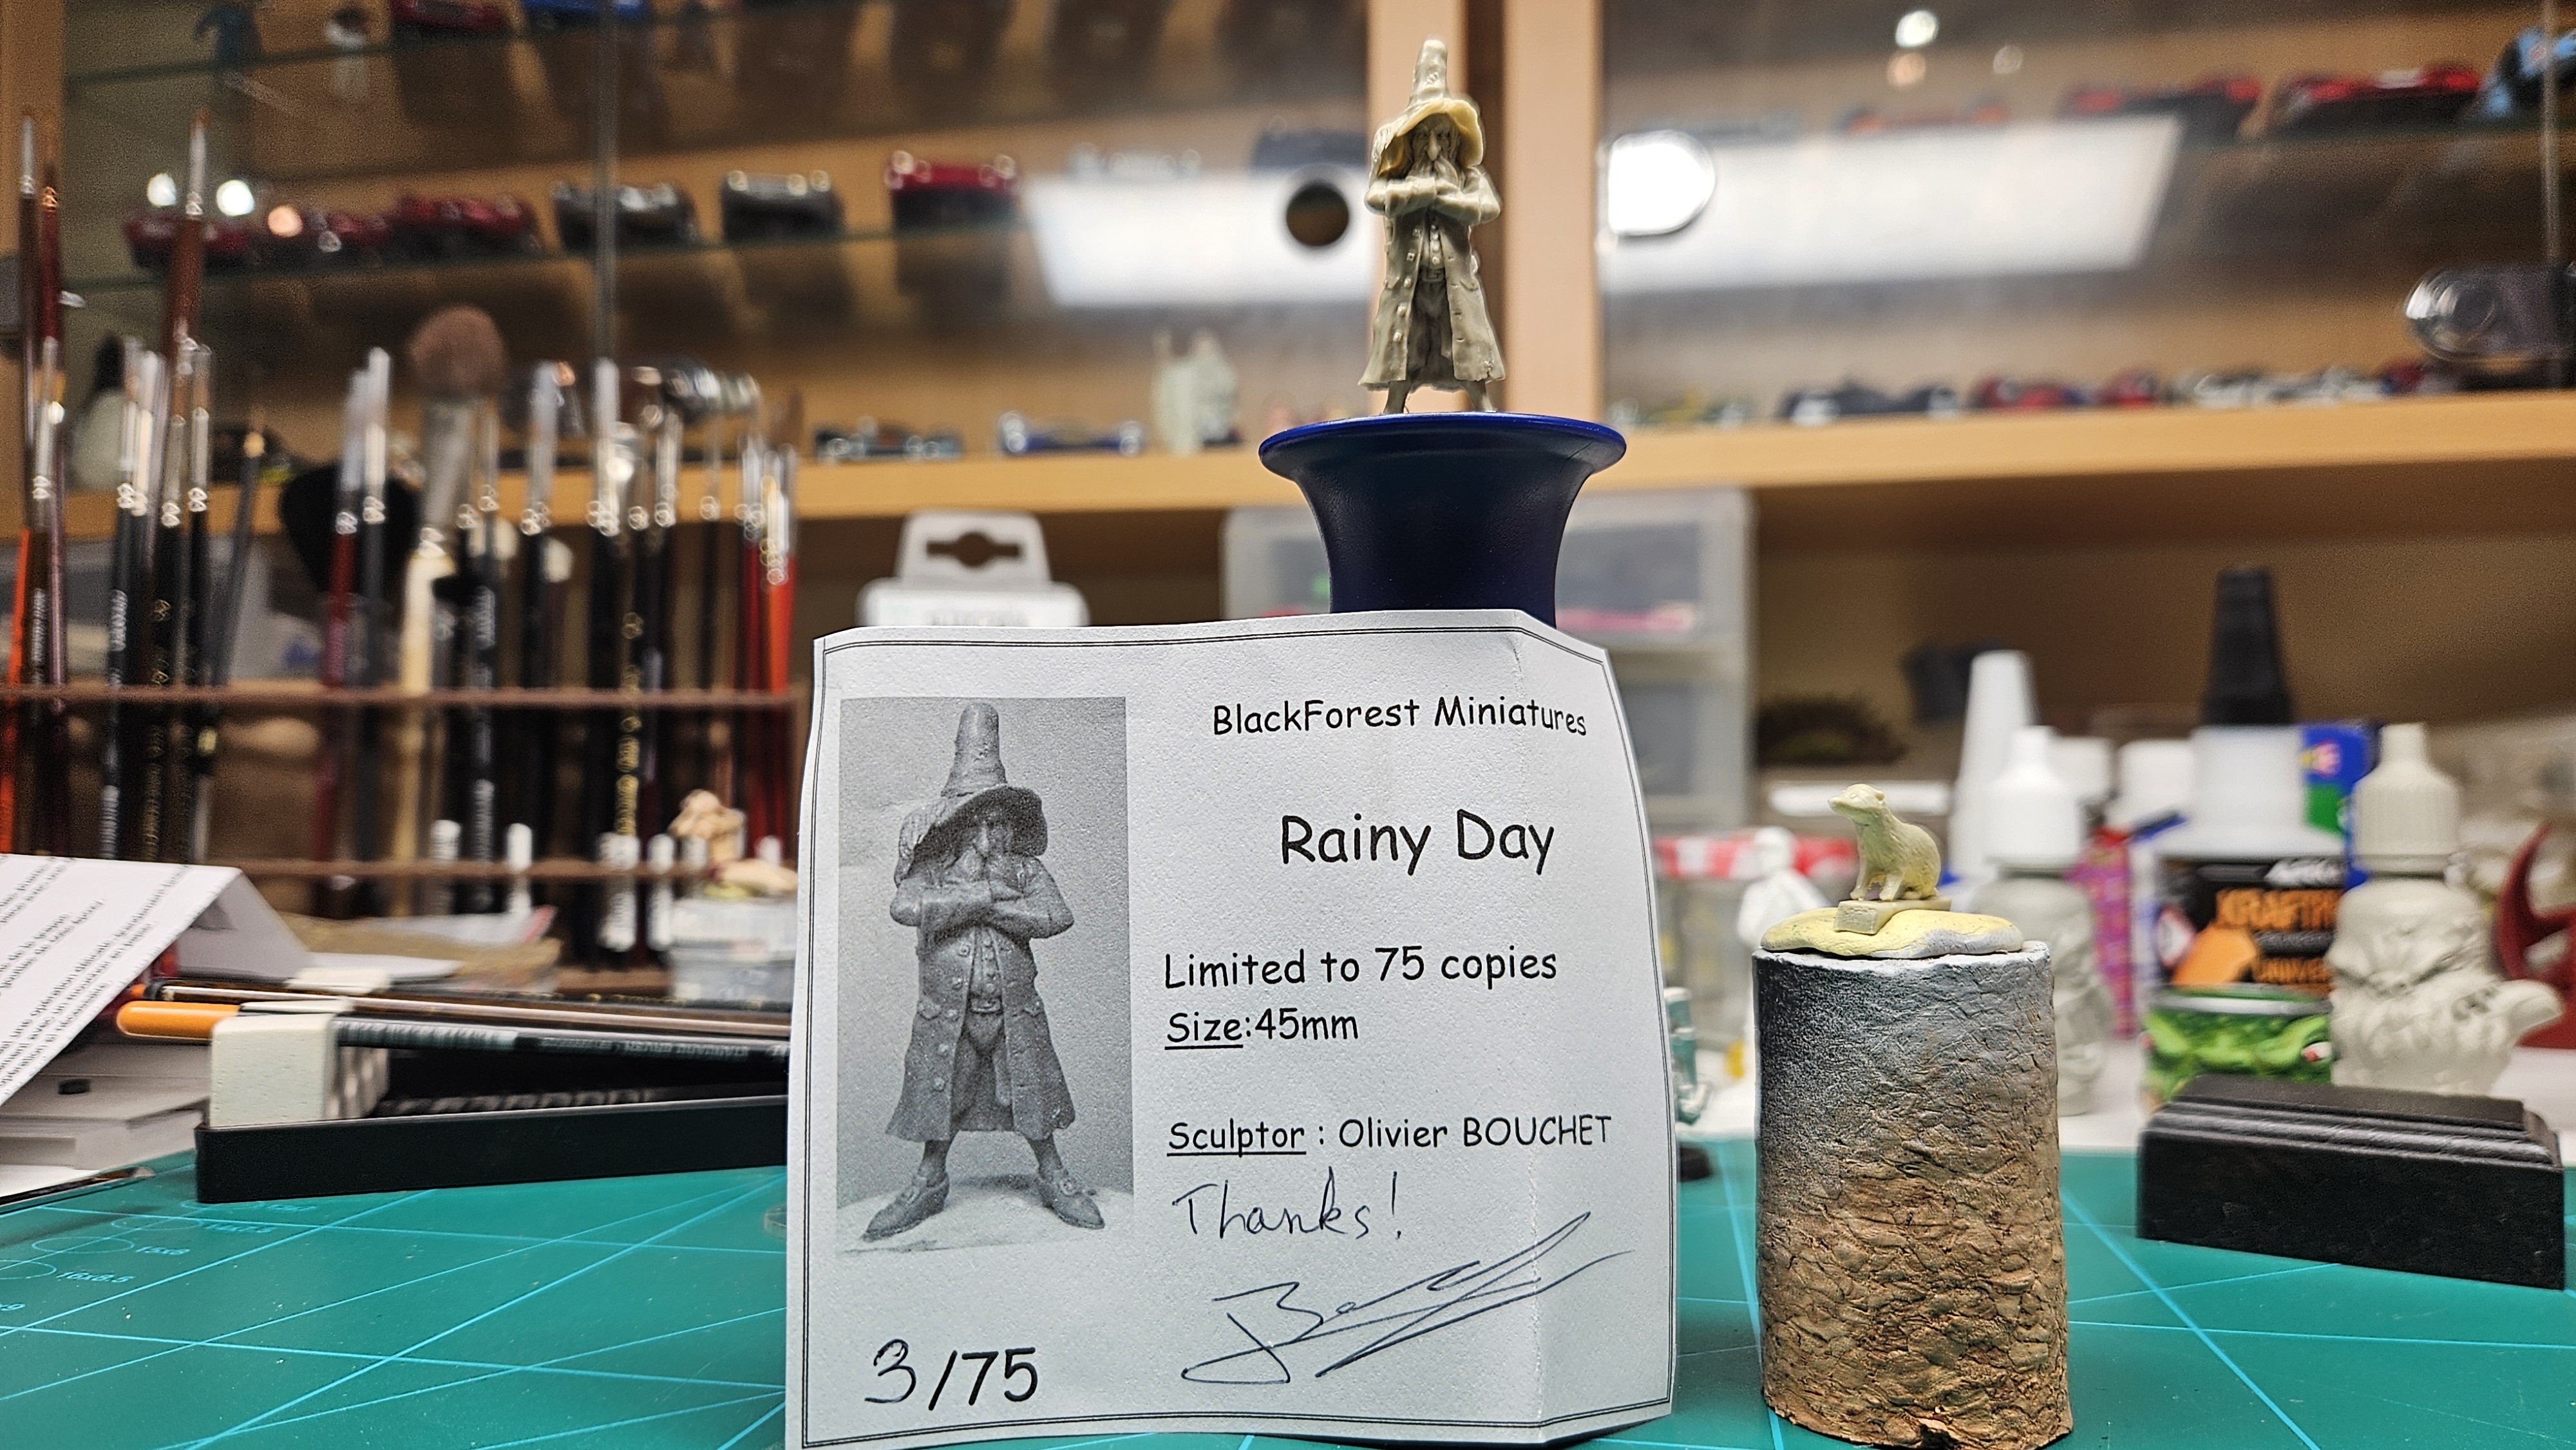 BlackForest Miniatures
Rainy Day
Limited to 75 copies
Size:45mm
Sculptor : Olivier BOUCHET
Thanks!
3/75